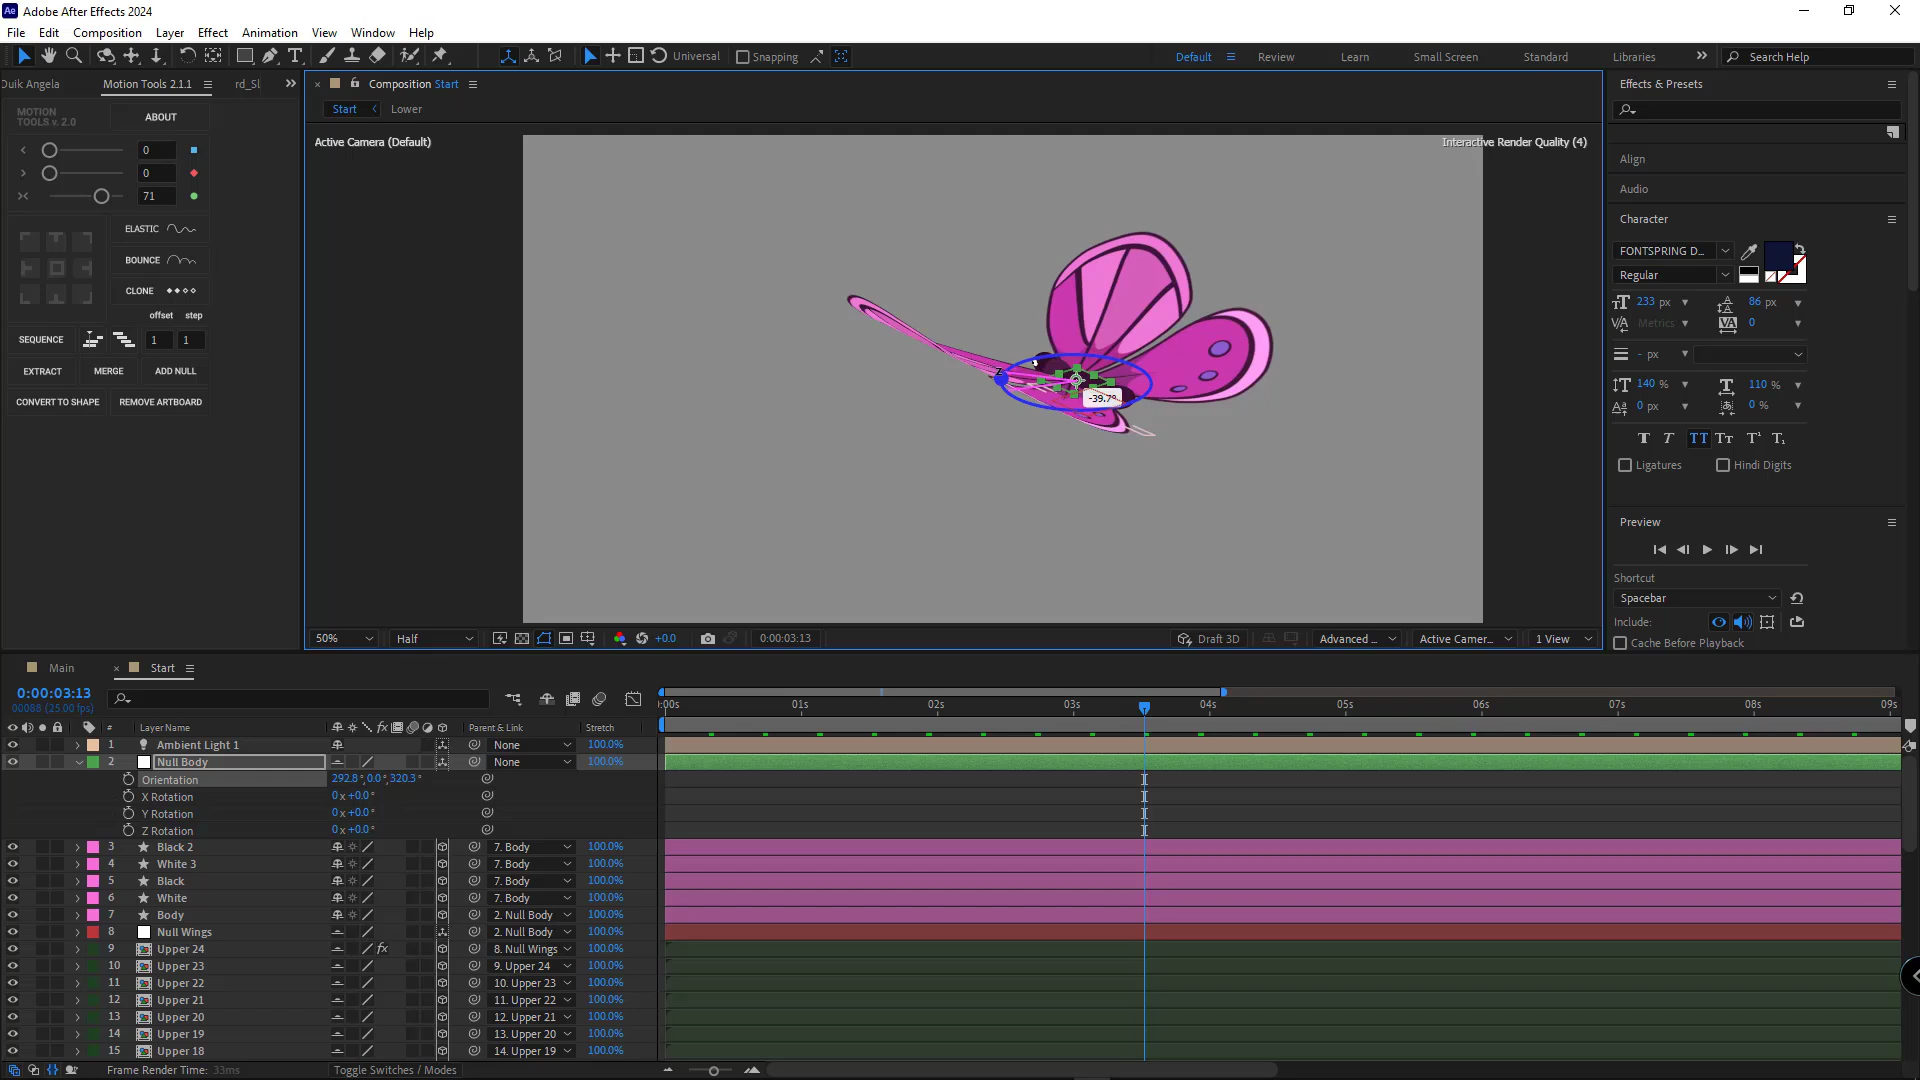 Adobe After Effects 2024
File Edit Composition Layer Effect Animation View Window Help
Universal Snapping Default Review Learn Small Screen Standard Libraries Search Help
Duik Angela Motion Tools 2.1.1 rd_Sl
MOTION TOOLS v. 2.0 ABOUT
0
0
71
ELASTIC
BOUNCE
CLONE
offset step
SEQUENCE 1 1
EXTRACT MERGE ADD NULL
CONVERT TO SHAPE REMOVE ARTBOARD
Composition Start
Start Lower
Active Camera (Default) Interactive Render Quality (4)
Z
-39.7°
50% Half +0.0 0:00:03:13 Draft 3D Advanced ... Active Camer... 1 View
Effects & Presets
Align
Audio
Character
FONTSPRING D...
Regular
233 px 86 px
Metrics 0
- px
140 % 110 %
0 px 0 %
Ligatures Hindi Digits
Preview
Shortcut
Spacebar
Include:
Cache Before Playback
Main Start
0:00:03:13
00088 (25.00 fps)
:00s 01s 02s 03s 04s 05s 06s 07s 08s 09s
# Layer Name Parent & Link Stretch
1 Ambient Light 1 None 100.0%
2 Null Body None 100.0%
Orientation 292.8°,0.0°,320.3°
X Rotation 0x+0.0°
Y Rotation 0x+0.0°
Z Rotation 0x+0.0°
3 Black 2 7. Body 100.0%
4 White 3 7. Body 100.0%
5 Black 7. Body 100.0%
6 White 7. Body 100.0%
7 Body 2. Null Body 100.0%
8 Null Wings 2. Null Body 100.0%
9 Upper 24 fx 8. Null Wings 100.0%
10 Upper 23 9. Upper 24 100.0%
11 Upper 22 10. Upper 23 100.0%
12 Upper 21 11. Upper 22 100.0%
13 Upper 20 12. Upper 21 100.0%
14 Upper 19 13. Upper 20 100.0%
15 Upper 18 14. Upper 19 100.0%
Frame Render Time: 33ms Toggle Switches / Modes